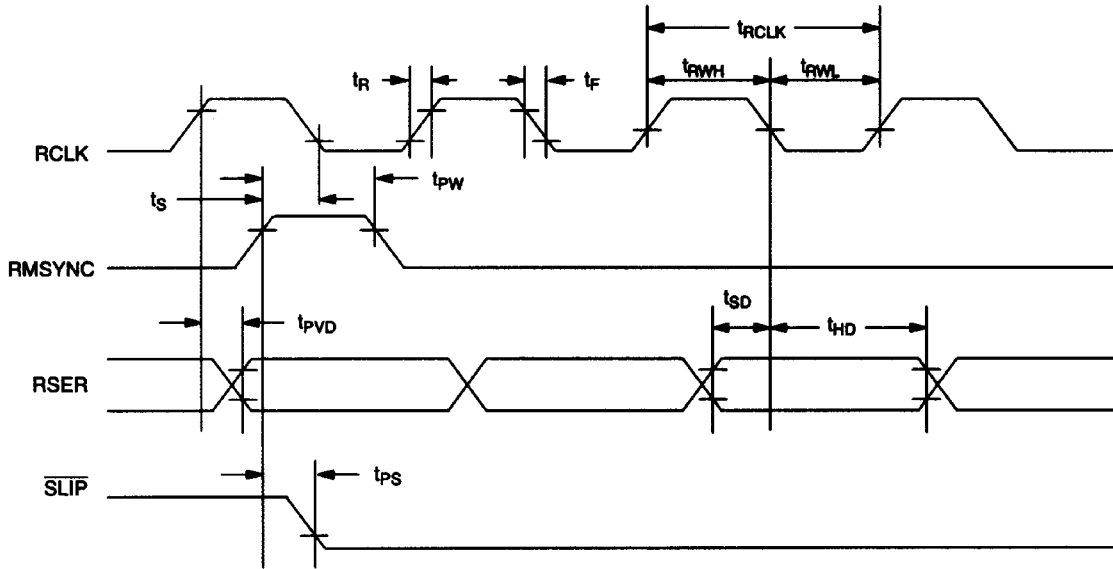 tRCLK
tR
tF
tRWH
tRWL
RCLK
tPW
tS
RMSYNC
tSD
tPVD
tHD
RSER
SLIP
tPS